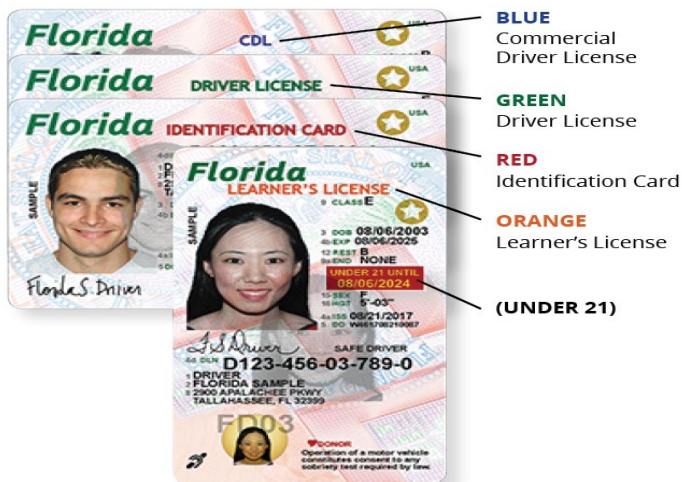 Florida CDL USA
Florida DRIVER LICENSE USA
Florida IDENTIFICATION CARD USA
SAMPLE
Florida S. Driver
Florida USA
LEARNER'S LICENSE
SAMPLE
9 CLASS E
3 DOB 08/06/2003
4b EXP 08/06/2025
12 REST B
9a END NONE
UNDER 21 UNTIL
08/06/2024
15 SEX F
16 HGT 5'-03"
4a ISS 08/21/2017
5 DD W461708210067
F S Driver SAFE DRIVER
4d DLN D123-456-03-789-0
1 DRIVER
2 FLORIDA SAMPLE
8 2900 APALACHEE PKWY
TALLAHASSEE, FL 32399
FD03
DONOR
Operation of a motor vehicle
constitutes consent to any
sobriety test required by law.
BLUE
Commercial
Driver License
GREEN
Driver License
RED
Identification Card
ORANGE
Learner's License
(UNDER 21)